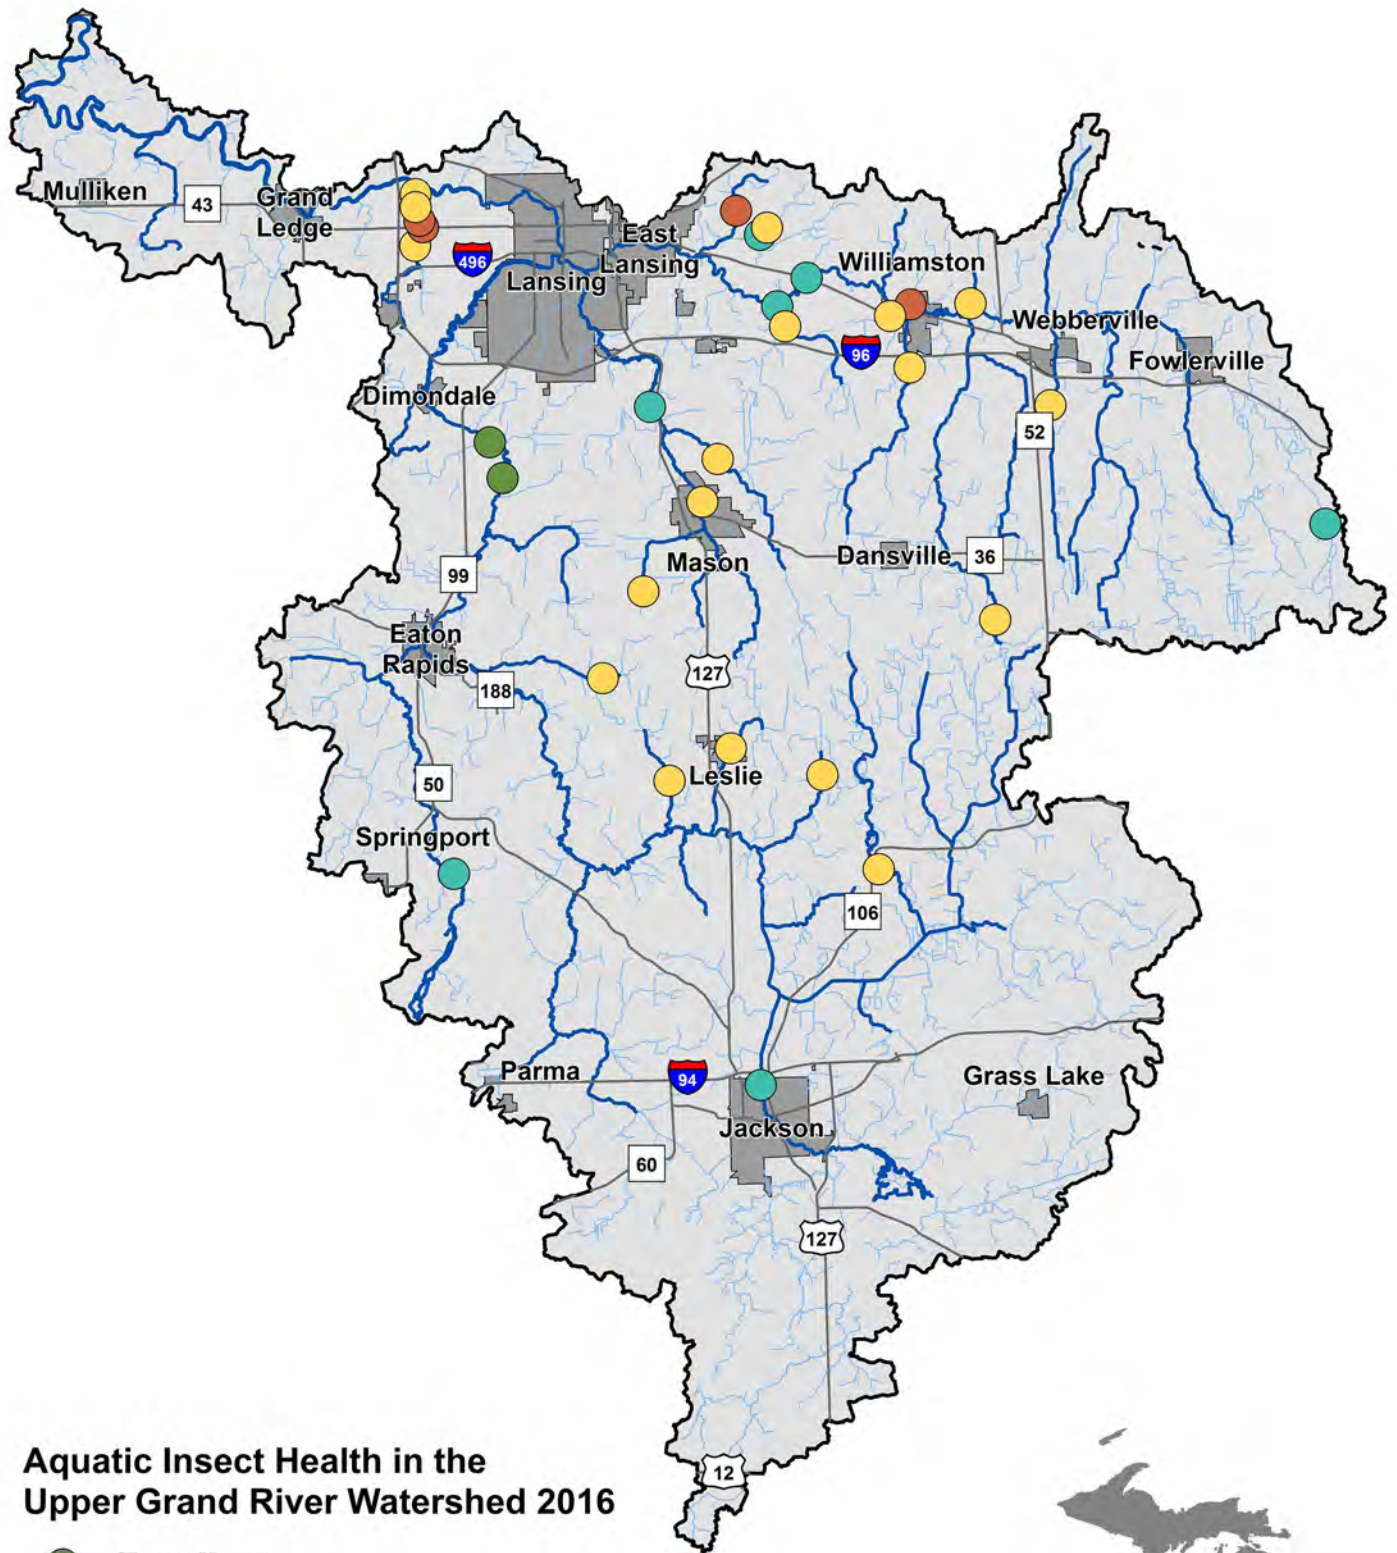 Mulliken
43
Grand
Ledge
496
Lansing
East
Lansing
Williamston
96
Webberville
Fowlerville
Dimondale
52
99
Mason
Dansville
36
Eaton
Rapids
188
127
50
Leslie
Springport
106
Parma
94
Grass Lake
Jackson
60
127
12
Aquatic Insect Health in the
Upper Grand River Watershed 2016